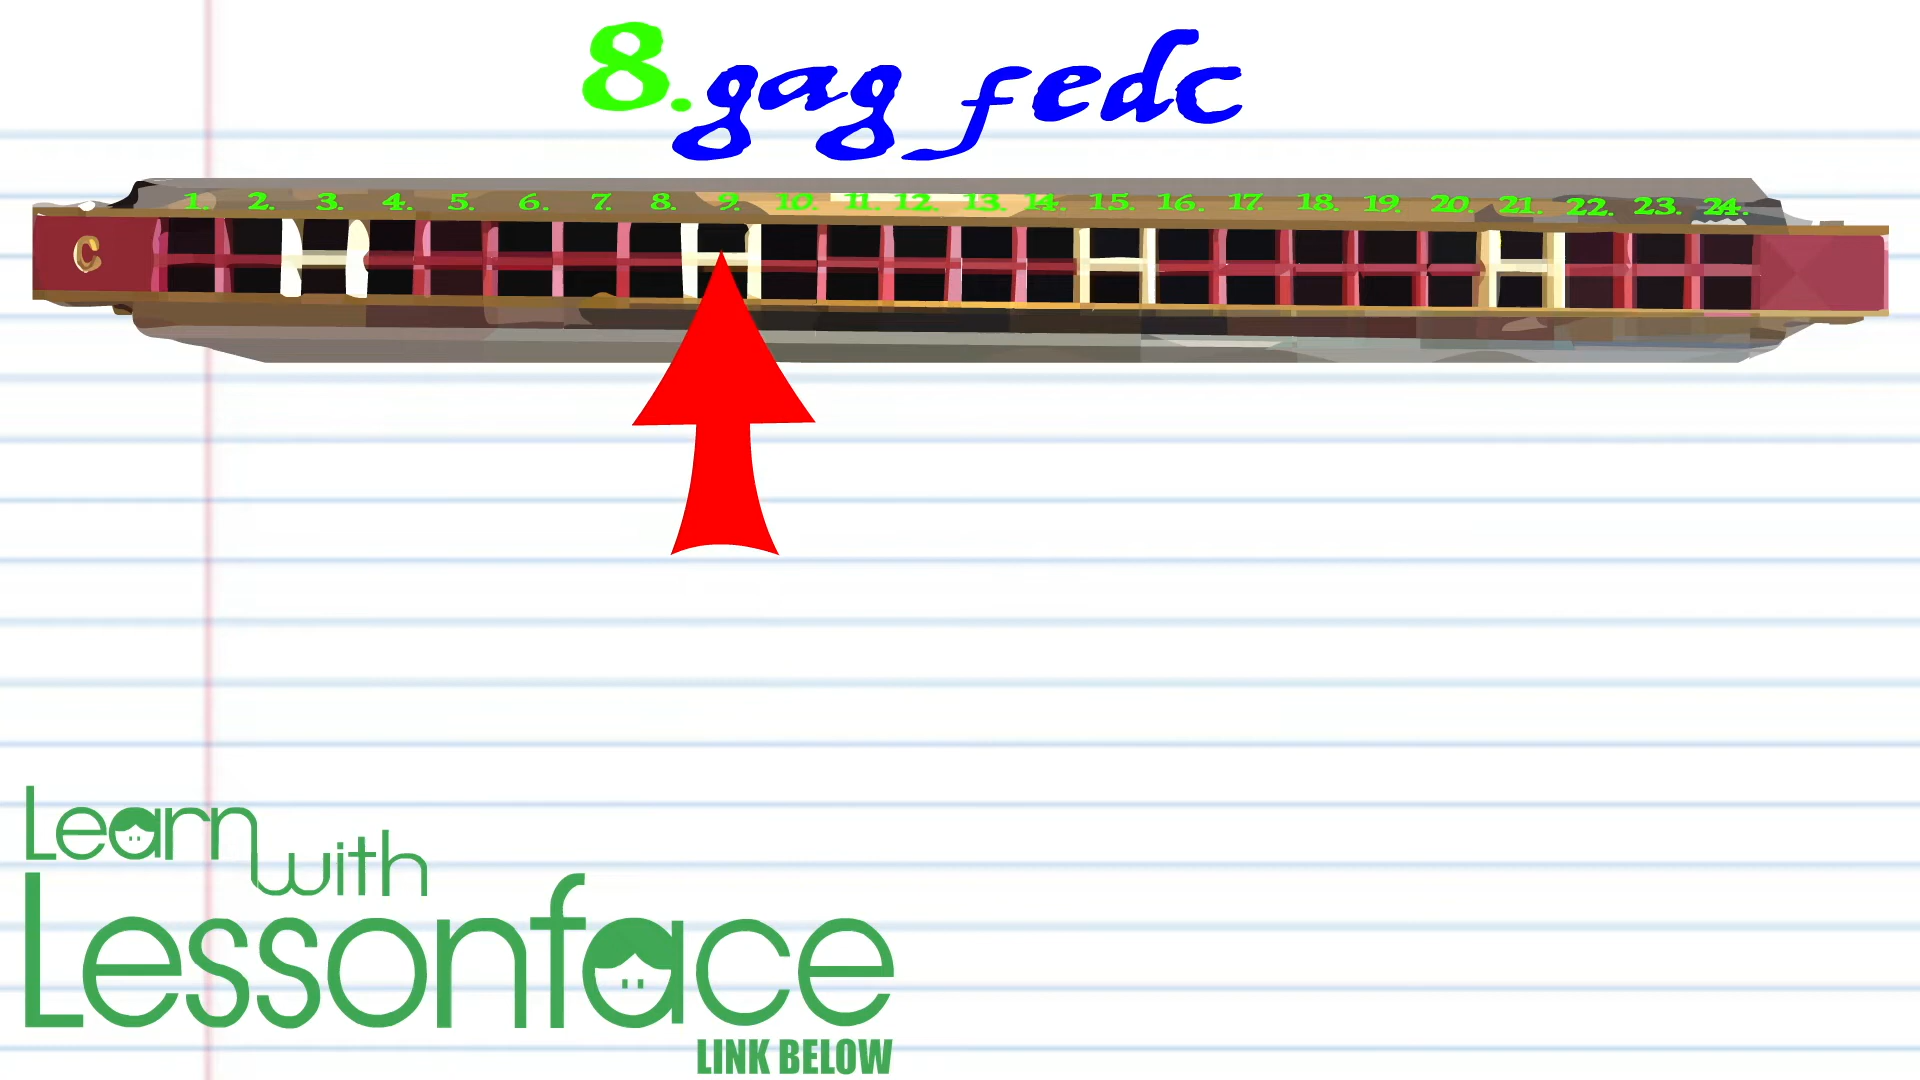 8. gag fedc
1. 2. 3. 4. 5. 6. 7. 8. 9. 10. 11. 12. 13. 14. 15. 16. 17. 18. 19. 20. 21. 22. 23. 24.
C
Learn with
Lessonface
LINK BELOW